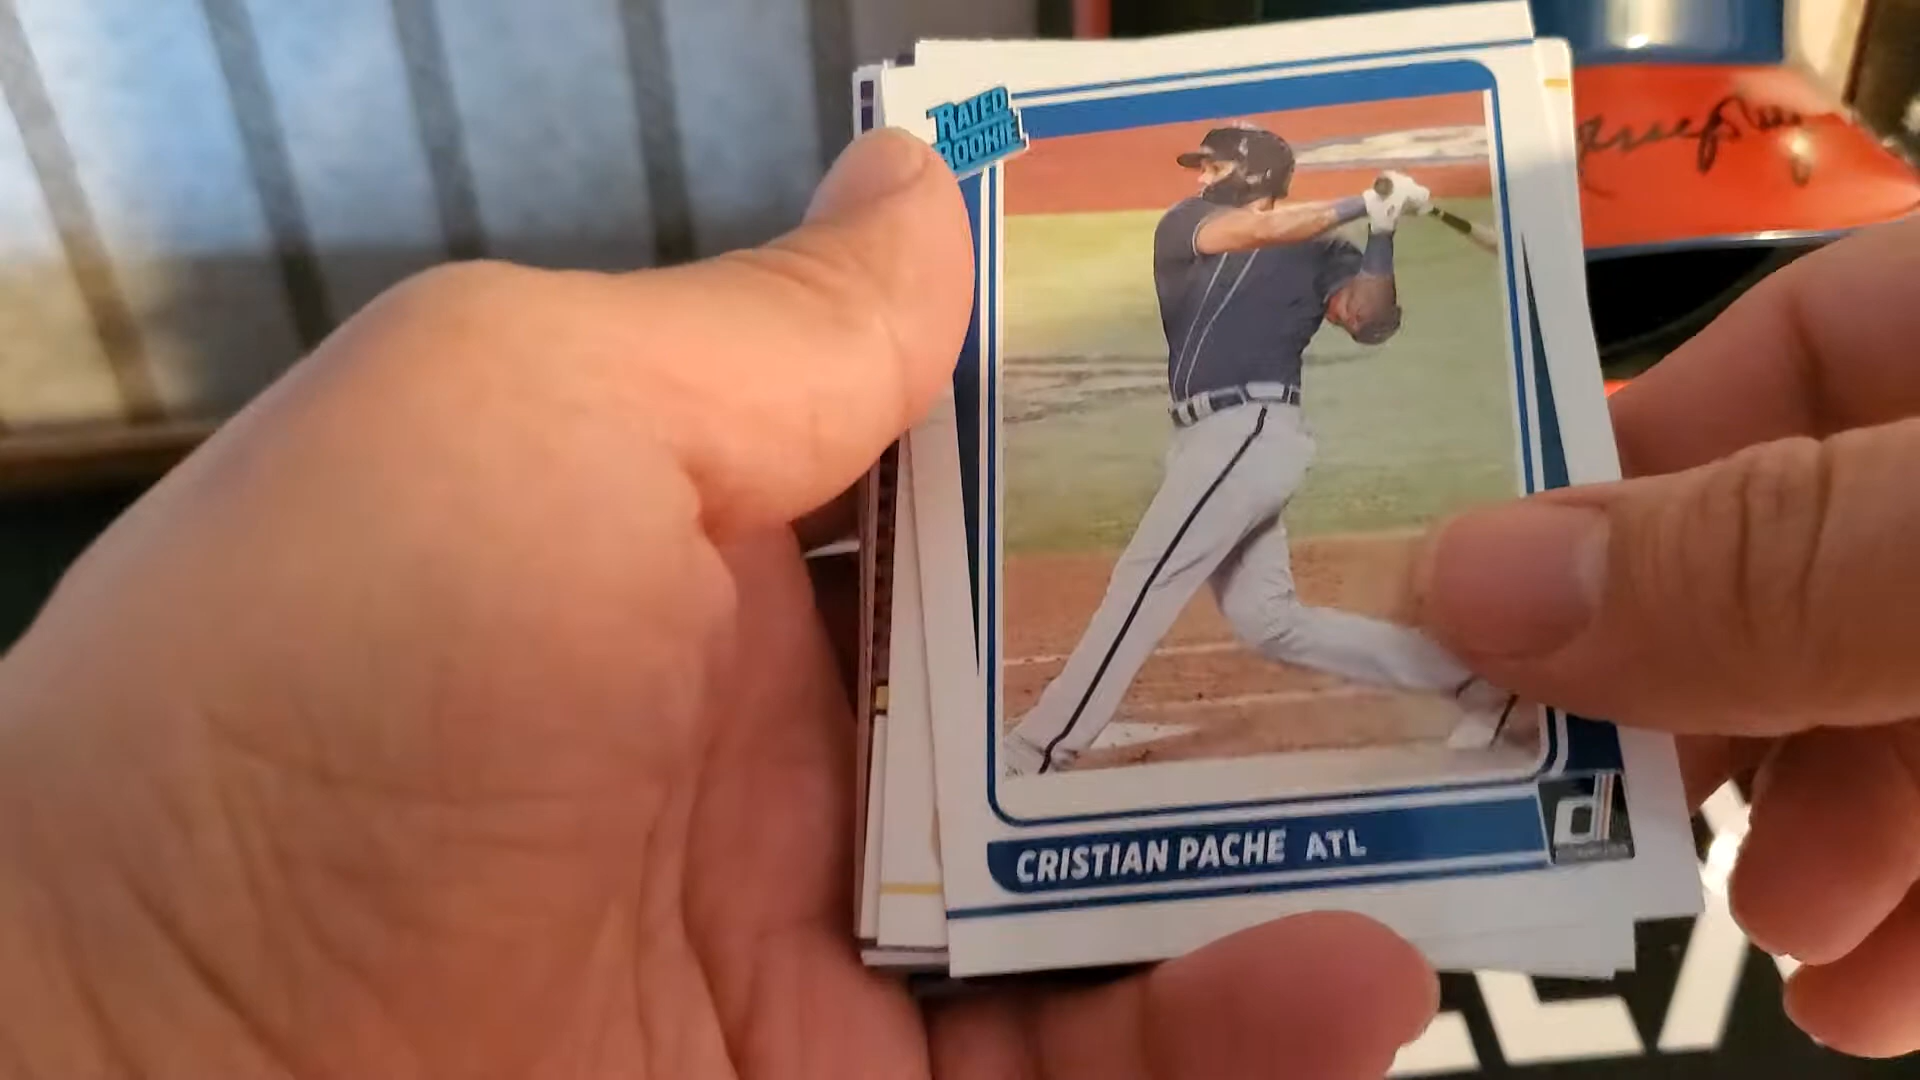 RATED
ROOKIE
CRISTIAN PACHE ATL
d